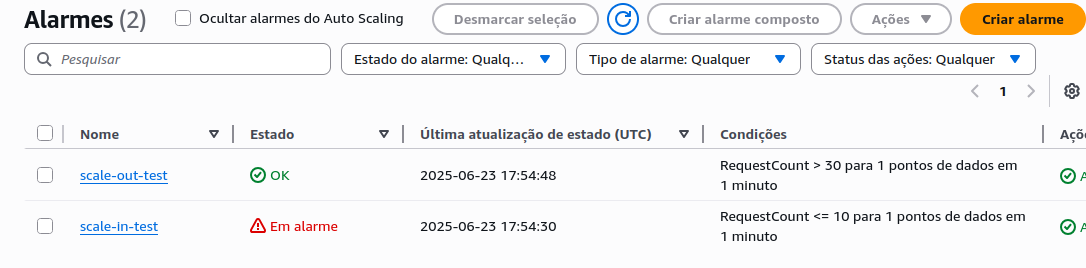 Alarmes (2)
Ocultar alarmes do Auto Scaling
Desmarcar seleção
Criar alarme composto
Ações
Criar alarme
Pesquisar
Estado do alarme: Qualq...
Tipo de alarme: Qualquer
Status das ações: Qualquer
1
Nome
Estado
Última atualização de estado (UTC)
Condições
scale-out-test
OK
2025-06-23 17:54:48
RequestCount > 30 para 1 pontos de dados em
1 minuto
scale-in-test
Em alarme
2025-06-23 17:54:30
RequestCount <= 10 para 1 pontos de dados em
1 minuto